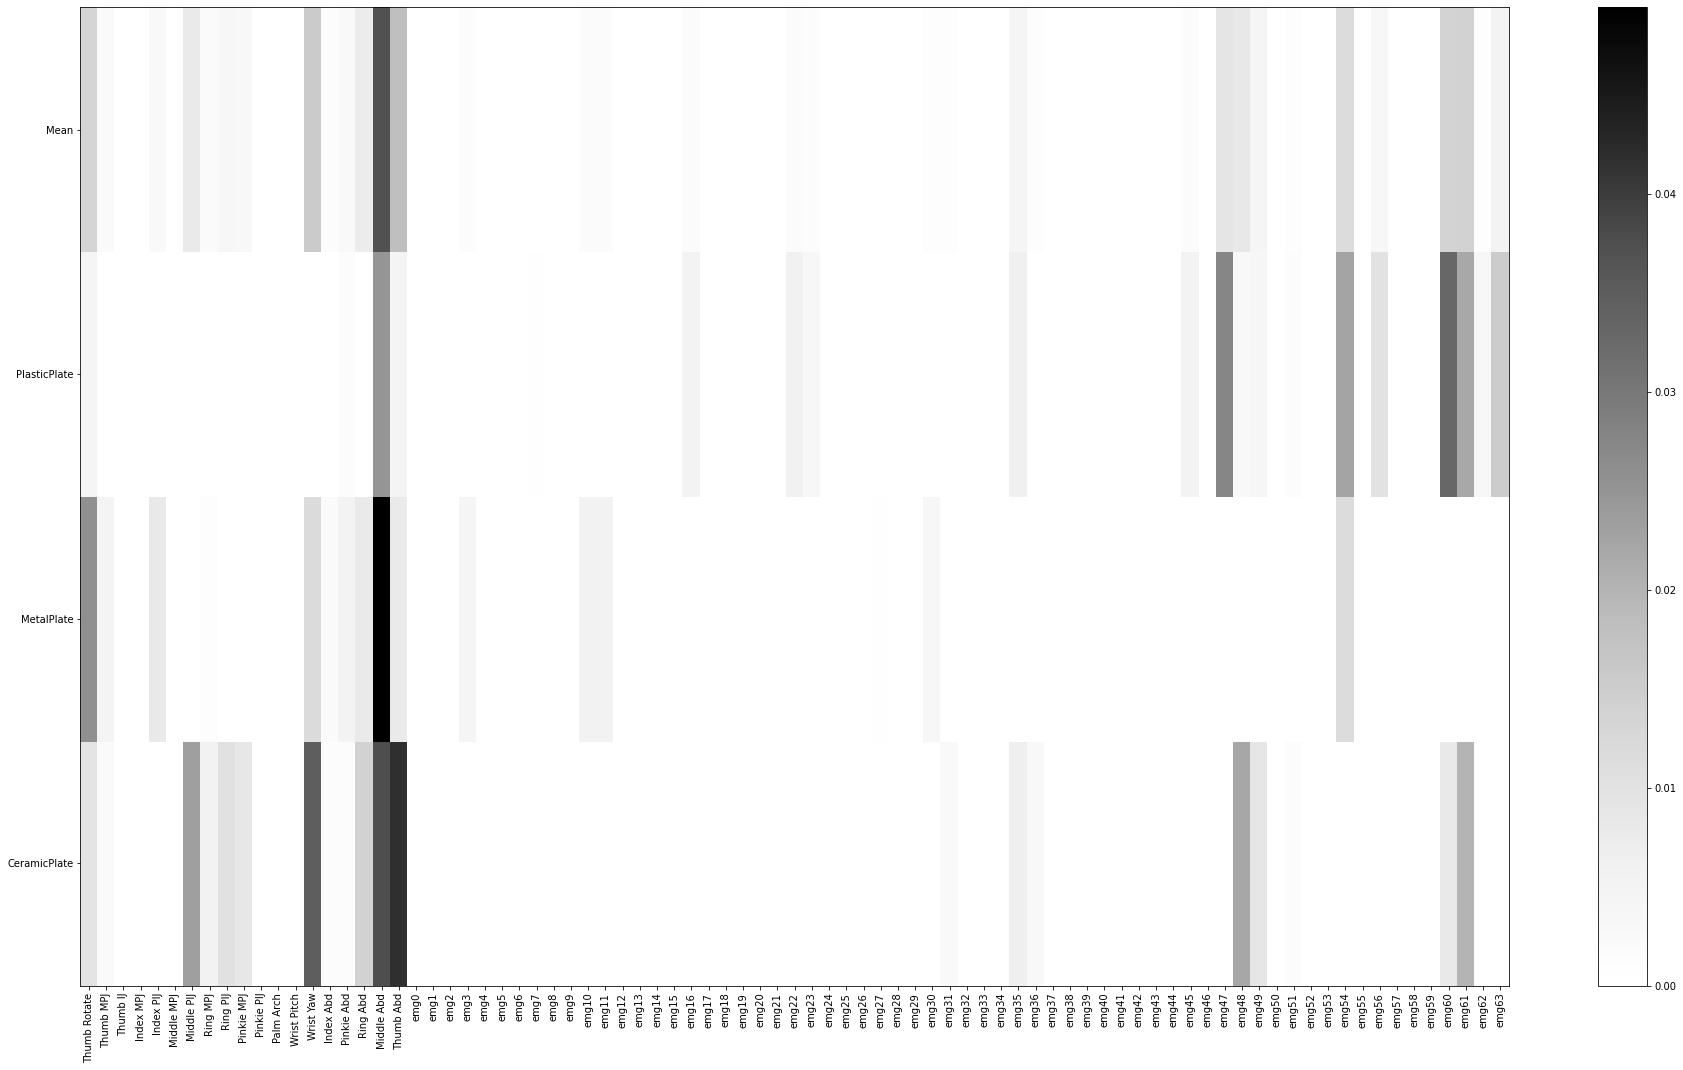 Mean
PlasticPlate
MetalPlate
CeramicPlate
Thumb Rotate
Thumb MPJ
Thumb IJ
Index MPJ
Index PIJ
Middle MPJ
Middle PIJ
Ring MPJ
Ring PIJ
Pinkie MPJ
Pinkie PIJ
Palm Arch
Wrist Pitch
Wrist Yaw
Index Abd
Pinkie Abd
Ring Abd
Middle Abd
Thumb Abd
emg0
emg1
emg2
emg3
emg4
emg5
emg6
emg7
emg8
emg9
emg10
emg11
emg12
emg13
emg14
emg15
emg16
emg17
emg18
emg19
emg20
emg21
emg22
emg23
emg24
emg25
emg26
emg27
emg28
emg29
emg30
emg31
emg32
emg33
emg34
emg35
emg36
emg37
emg38
emg39
emg40
emg41
emg42
emg43
emg44
emg45
emg46
emg47
emg48
emg49
emg50
emg51
emg52
emg53
emg54
emg55
emg56
emg57
emg58
emg59
emg60
emg61
emg62
emg63
0.04
0.03
0.02
0.01
0.00